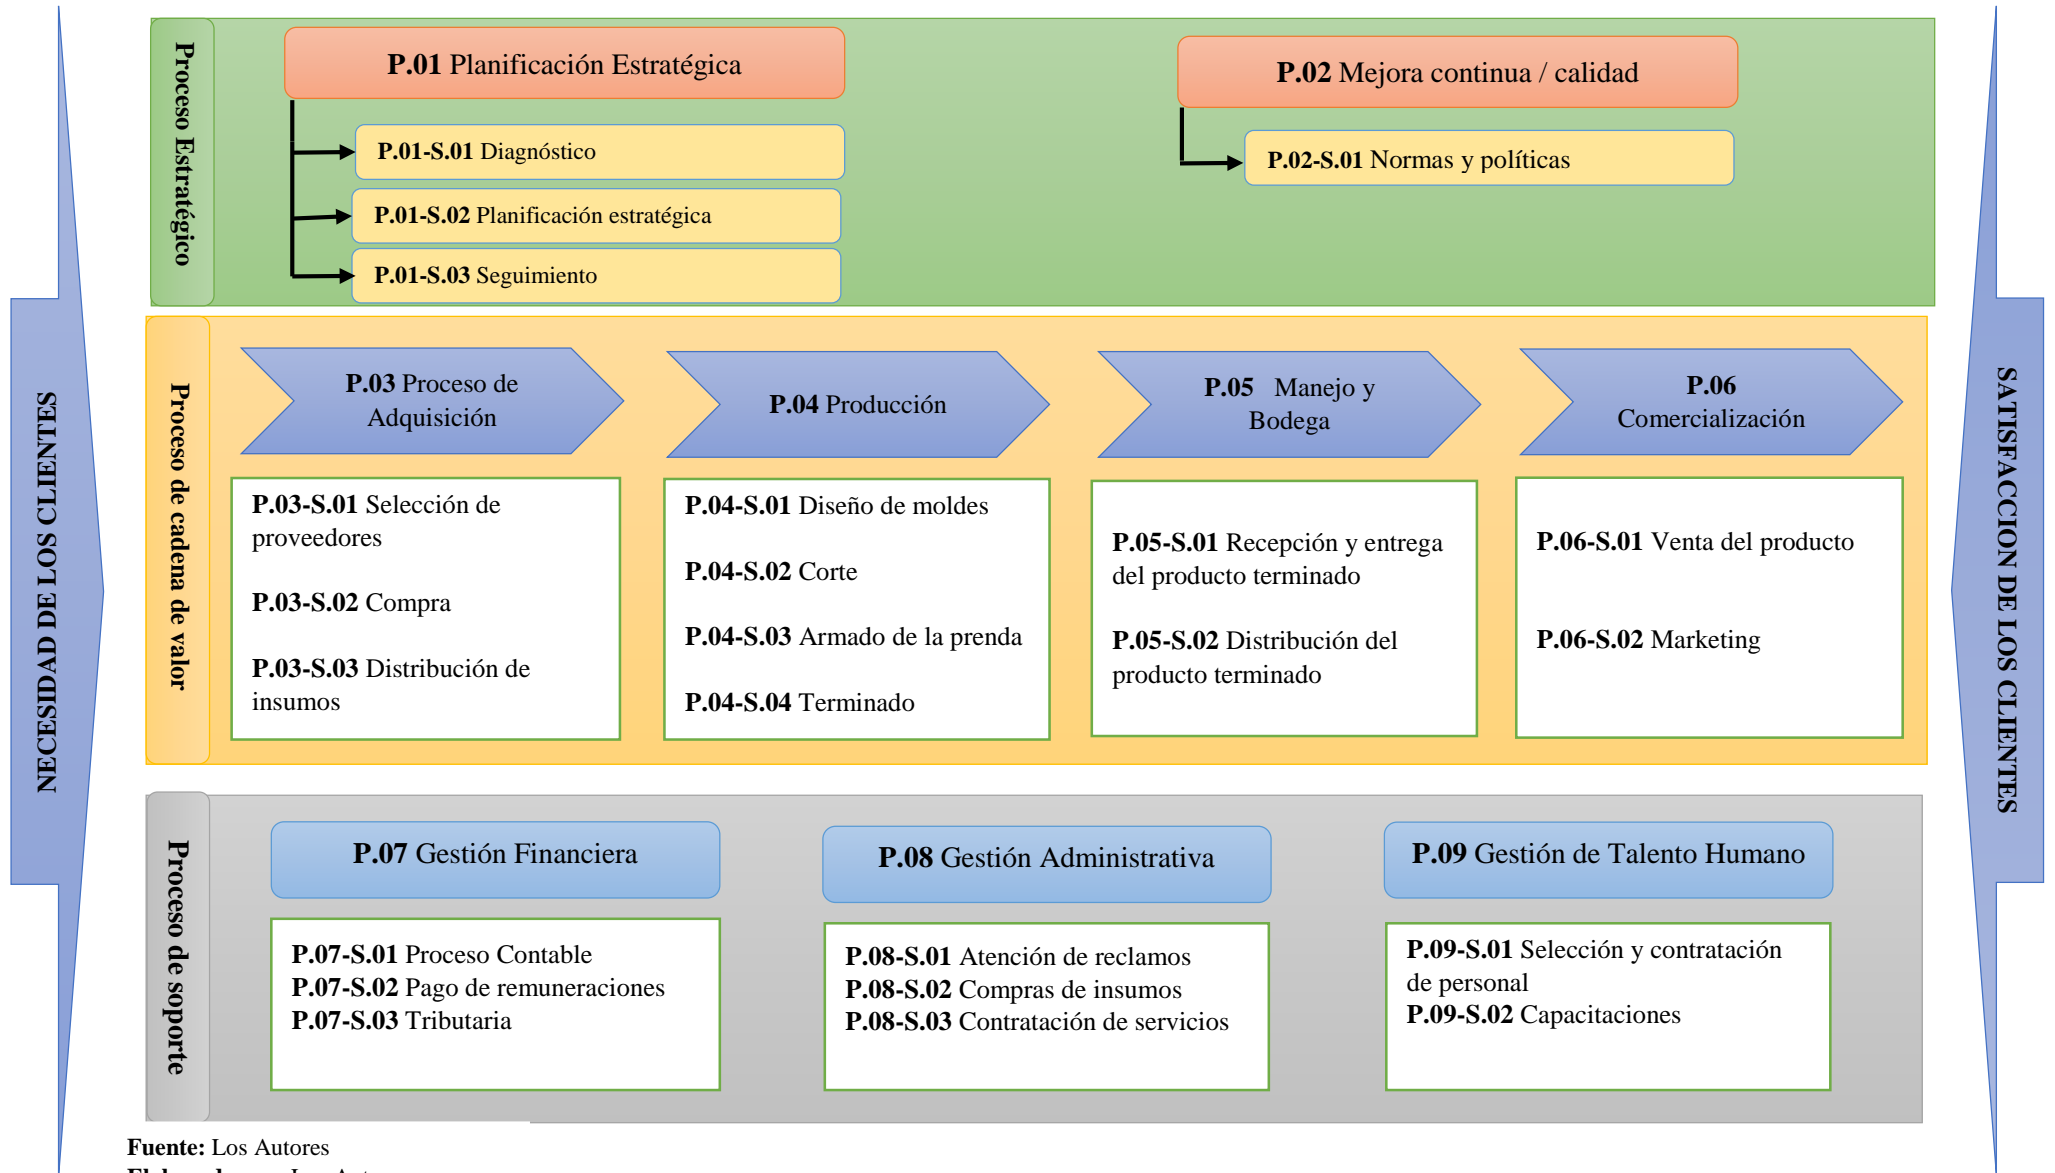 NECESIDAD DE LOS CLIENTES
Proceso Estratégico
P.01 Planificación Estratégica
P.01-S.01 Diagnóstico
P.01-S.02 Planificación estratégica
P.01-S.03 Seguimiento
P.02 Mejora continua / calidad
P.02-S.01 Normas y políticas
Proceso de cadena de valor
P.03 Proceso de
Adquisición
P.03-S.01 Selección de
proveedores
P.03-S.02 Compra
P.03-S.03 Distribución de
insumos
P.04 Producción
P.04-S.01 Diseño de moldes
P.04-S.02 Corte
P.04-S.03 Armado de la prenda
P.04-S.04 Terminado
P.05 Manejo y
Bodega
P.05-S.01 Recepción y entrega
del producto terminado
P.05-S.02 Distribución del
producto terminado
P.06
Comercialización
P.06-S.01 Venta del producto
P.06-S.02 Marketing
Proceso de soporte
P.07 Gestión Financiera
P.07-S.01 Proceso Contable
P.07-S.02 Pago de remuneraciones
P.07-S.03 Tributaria
P.08 Gestión Administrativa
P.08-S.01 Atención de reclamos
P.08-S.02 Compras de insumos
P.08-S.03 Contratación de servicios
P.09 Gestión de Talento Humano
P.09-S.01 Selección y contratación
de personal
P.09-S.02 Capacitaciones
SATISFACCION DE LOS CLIENTES
Fuente: Los Autores